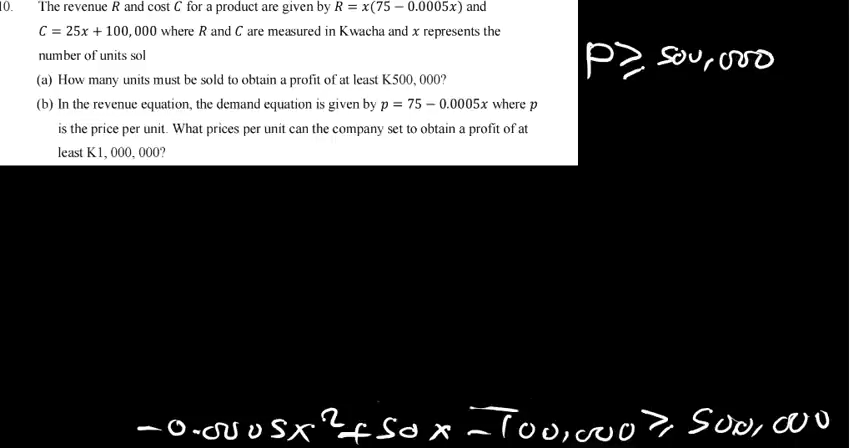 10. The revenue R and cost C for a product are given by R = x(75 − 0.0005x) and
C = 25x + 100,000 where R and C are measured in Kwacha and x represents the
number of units sol
(a) How many units must be sold to obtain a profit of at least K500, 000?
(b) In the revenue equation, the demand equation is given by p = 75 − 0.0005x where p
is the price per unit. What prices per unit can the company set to obtain a profit of at
least K1, 000, 000?
P ≥ 500,000
-0.0005x²+50x -100,000 ≥ 500,000